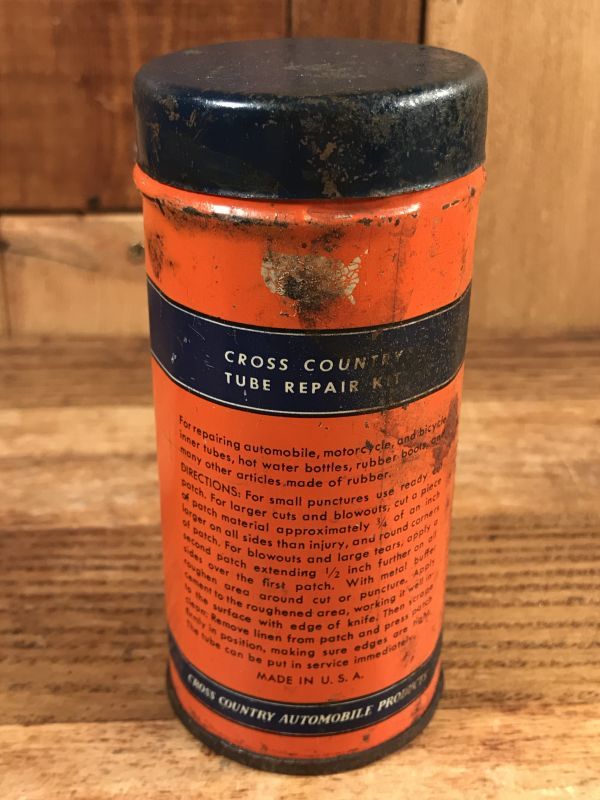 CROSS COUNTRY
TUBE REPAIR KIT
For repairing automobile, motorcycle, and bicycle
inner tubes, hot water bottles, rubber boots, and
many other articles made of rubber.
DIRECTIONS: For small punctures use ready cut
patch. For larger cuts and blowouts, cut a piece
of patch material approximately ¾ of an inch
larger on all sides than injury, and round corners
of patch. For blowouts and large tears, apply a
second patch extending 1/2 inch further on all
sides over the first patch. With metal buffer
roughen area around cut or puncture. Apply
cement to the roughened area, working it well in-
to the surface with edge of knife. Then scrape
clean. Remove linen from patch and press patch
firmly in position, making sure edges are tight.
The tube can be put in service immediately.
MADE IN U. S. A.
CROSS COUNTRY AUTOMOBILE PRODUCTS